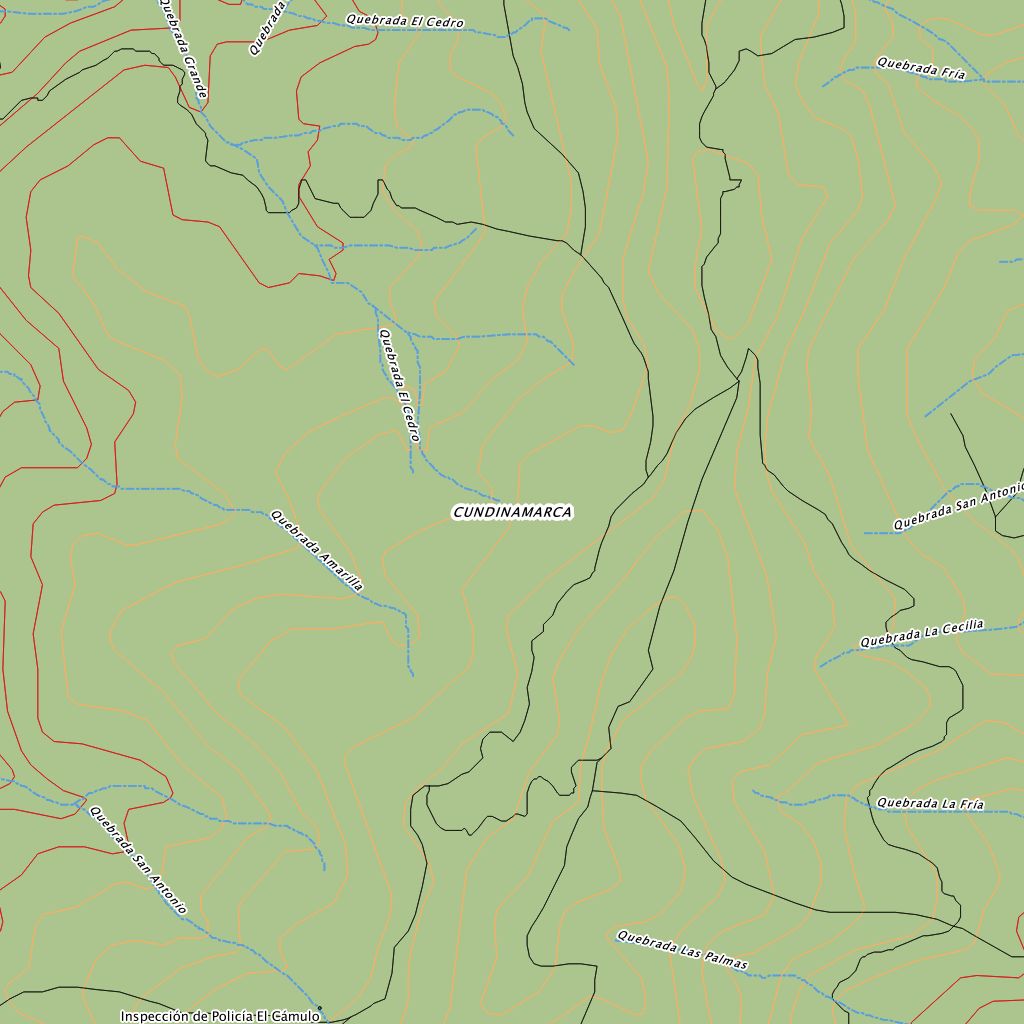 Quebrada Grande
Quebrada
Quebrada El Cedro
Quebrada Fría
Quebrada El Cedro
Quebrada San Antonio
CUNDINAMARCA
Quebrada Amarilla
Quebrada La Cecilia
Quebrada La Fría
Quebrada San Antonio
Quebrada Las Palmas
Inspección de Policía El Gámulo